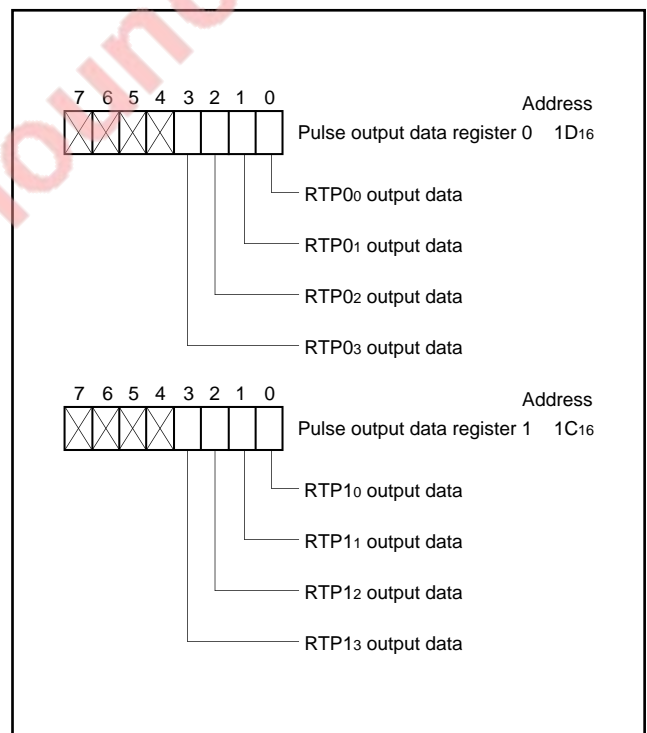 7 6 5 4 3 2 1 0
Address
Pulse output data register 0 1D16
RTP00 output data
RTP01 output data
RTP02 output data
RTP03 output data
7 6 5 4 3 2 1 0
Address
Pulse output data register 1 1C16
RTP10 output data
RTP11 output data
RTP12 output data
RTP13 output data